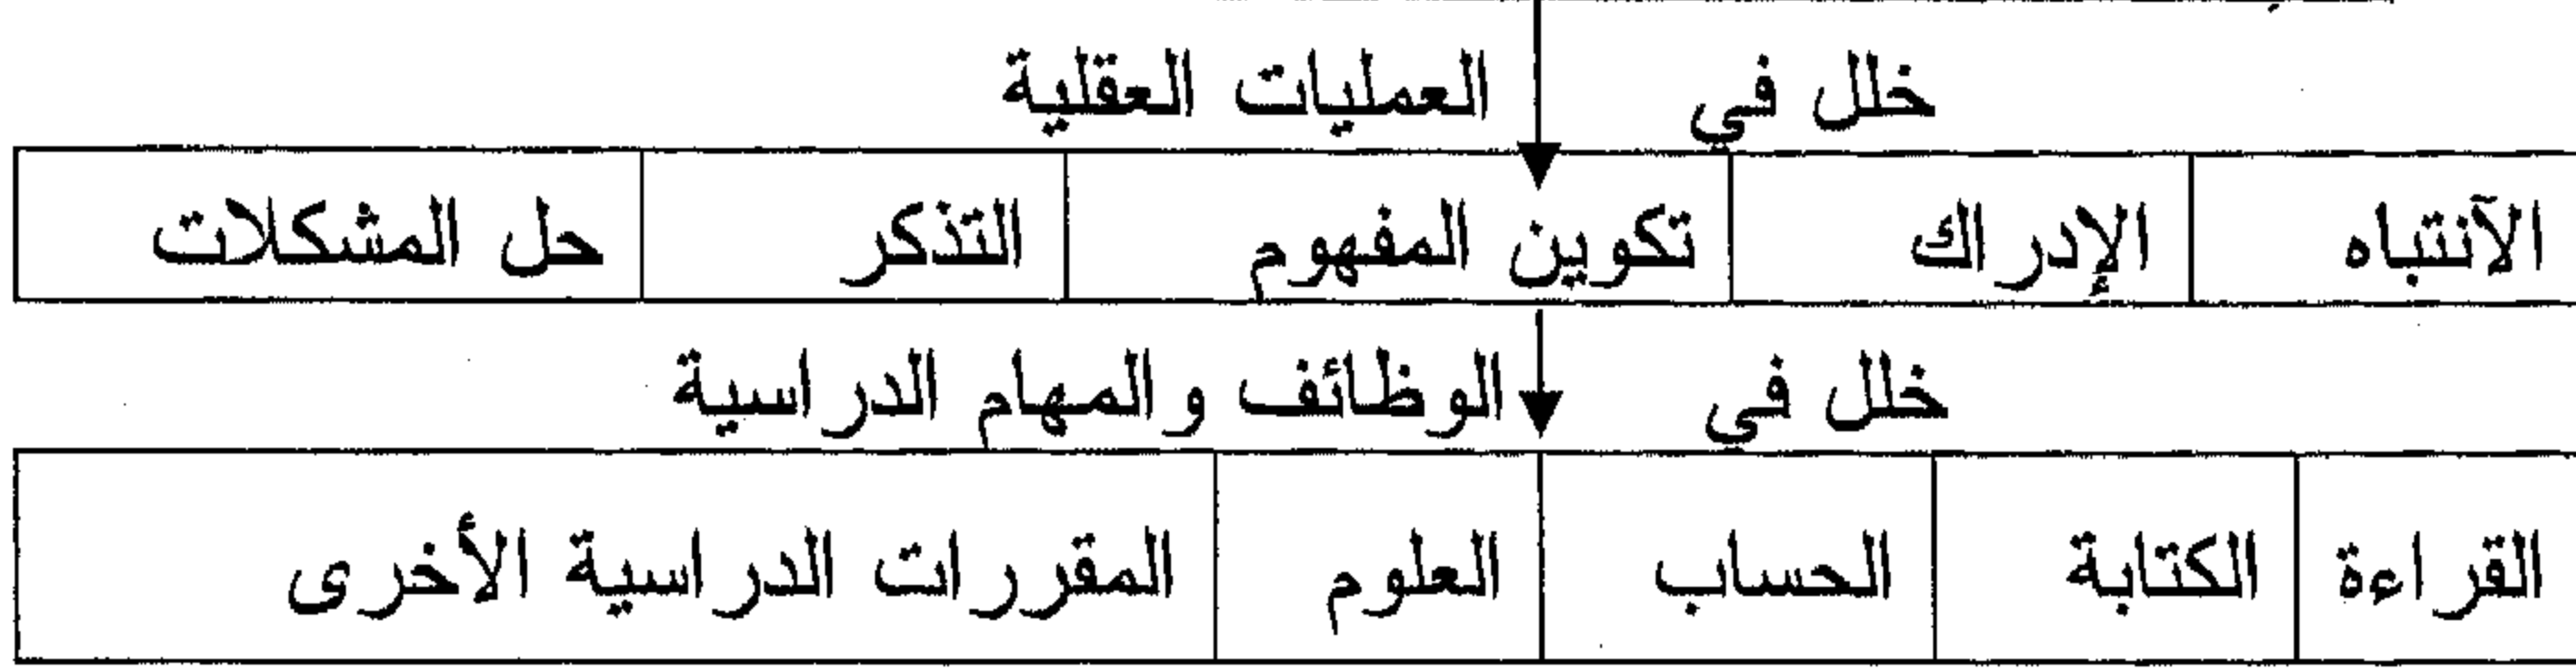 خلل في العمليات العقلية
الآنتباه الإدراك تكوين المفهوم التذكر حل المشكلات
خلل في الوظائف والمهام الدراسية
القراءة الكتابة الحساب العلوم المقررات الدراسية الأخرى